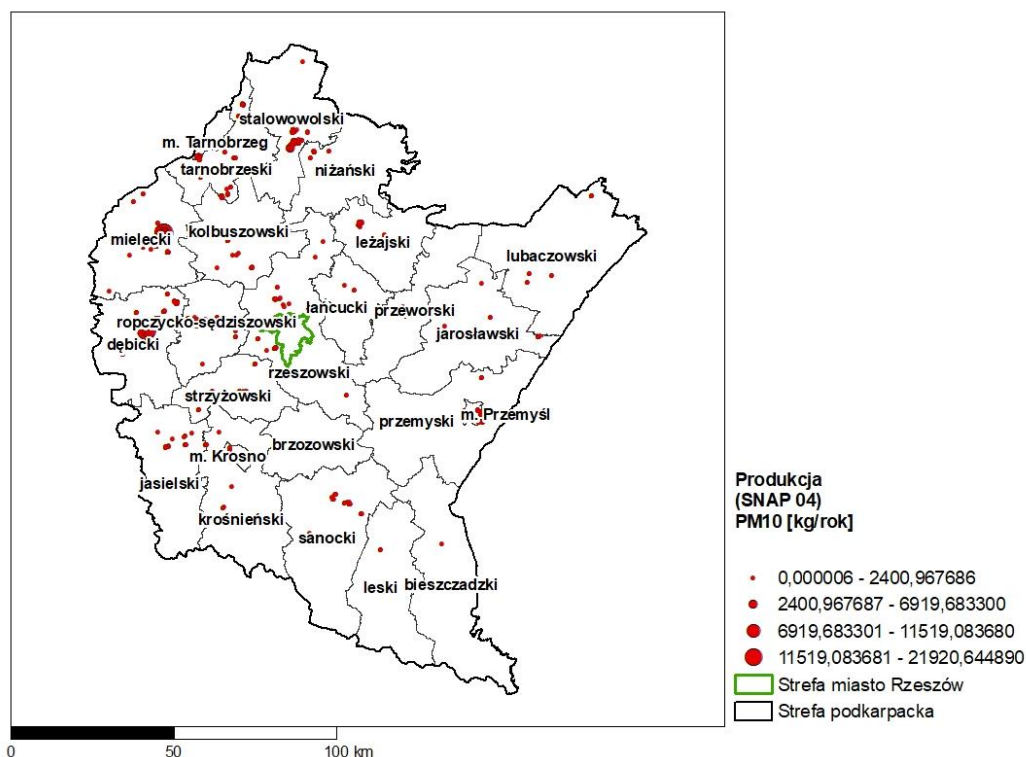 stalowowolski
m. Tarnobrzeg
tarnobrzeski
niżański
kolbuszowski
mielecki
leżajski
lubaczowski
łańcucki
przeworski
ropczycko-sędziszowski
jarosławski
dębicki
rzeszowski
strzyżowski
przemyski
m. Przemyśl
brzozowski
m. Krosno
jasielski
krośnieński
sanocki
leski
bieszczadzki
Produkcja
(SNAP 04)
PM10 [kg/rok]
0,000006 - 2400,967686
2400,967687 - 6919,683300
6919,683301 - 11519,083680
11519,083681 - 21920,644890
Strefa miasto Rzeszów
Strefa podkarpacka
0 50 100 km